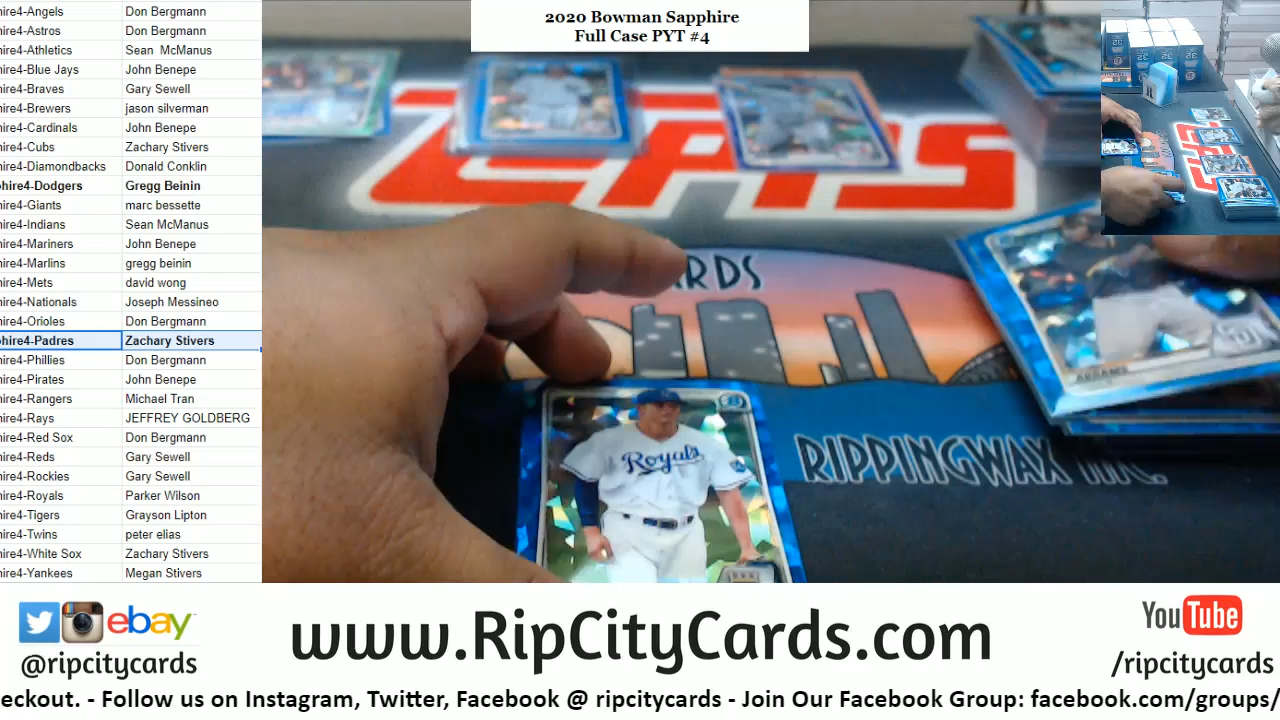 2020 Bowman Sapphire
Full Case PYT #4
hire4-Angels Don Bergmann
hire4-Astros Don Bergmann
hire4-Athletics Sean McManus
hire4-Blue Jays John Benepe
hire4-Braves Gary Sewell
hire4-Brewers jason silverman
hire4-Cardinals John Benepe
hire4-Cubs Zachary Stivers
hire4-Diamondbacks Donald Conklin
hire4-Dodgers Gregg Beinin
hire4-Giants marc bessette
hire4-Indians Sean McManus
hire4-Mariners John Benepe
hire4-Marlins gregg beinin
hire4-Mets david wong
hire4-Nationals Joseph Messineo
hire4-Orioles Don Bergmann
hire4-Padres Zachary Stivers
hire4-Phillies Don Bergmann
hire4-Pirates John Benepe
hire4-Rangers Michael Tran
hire4-Rays JEFFREY GOLDBERG
hire4-Red Sox Don Bergmann
hire4-Reds Gary Sewell
hire4-Rockies Gary Sewell
hire4-Royals Parker Wilson
hire4-Tigers Grayson Lipton
hire4-Twins peter elias
hire4-White Sox Zachary Stivers
hire4-Yankees Megan Stivers
ARDS
RIPPINGWAX INC
Royals
ABRAMS
ebay
@ripcitycards
www.RipCityCards.com
YouTube
/ripcitycards
eckout. - Follow us on Instagram, Twitter, Facebook @ ripcitycards - Join Our Facebook Group: facebook.com/groups/